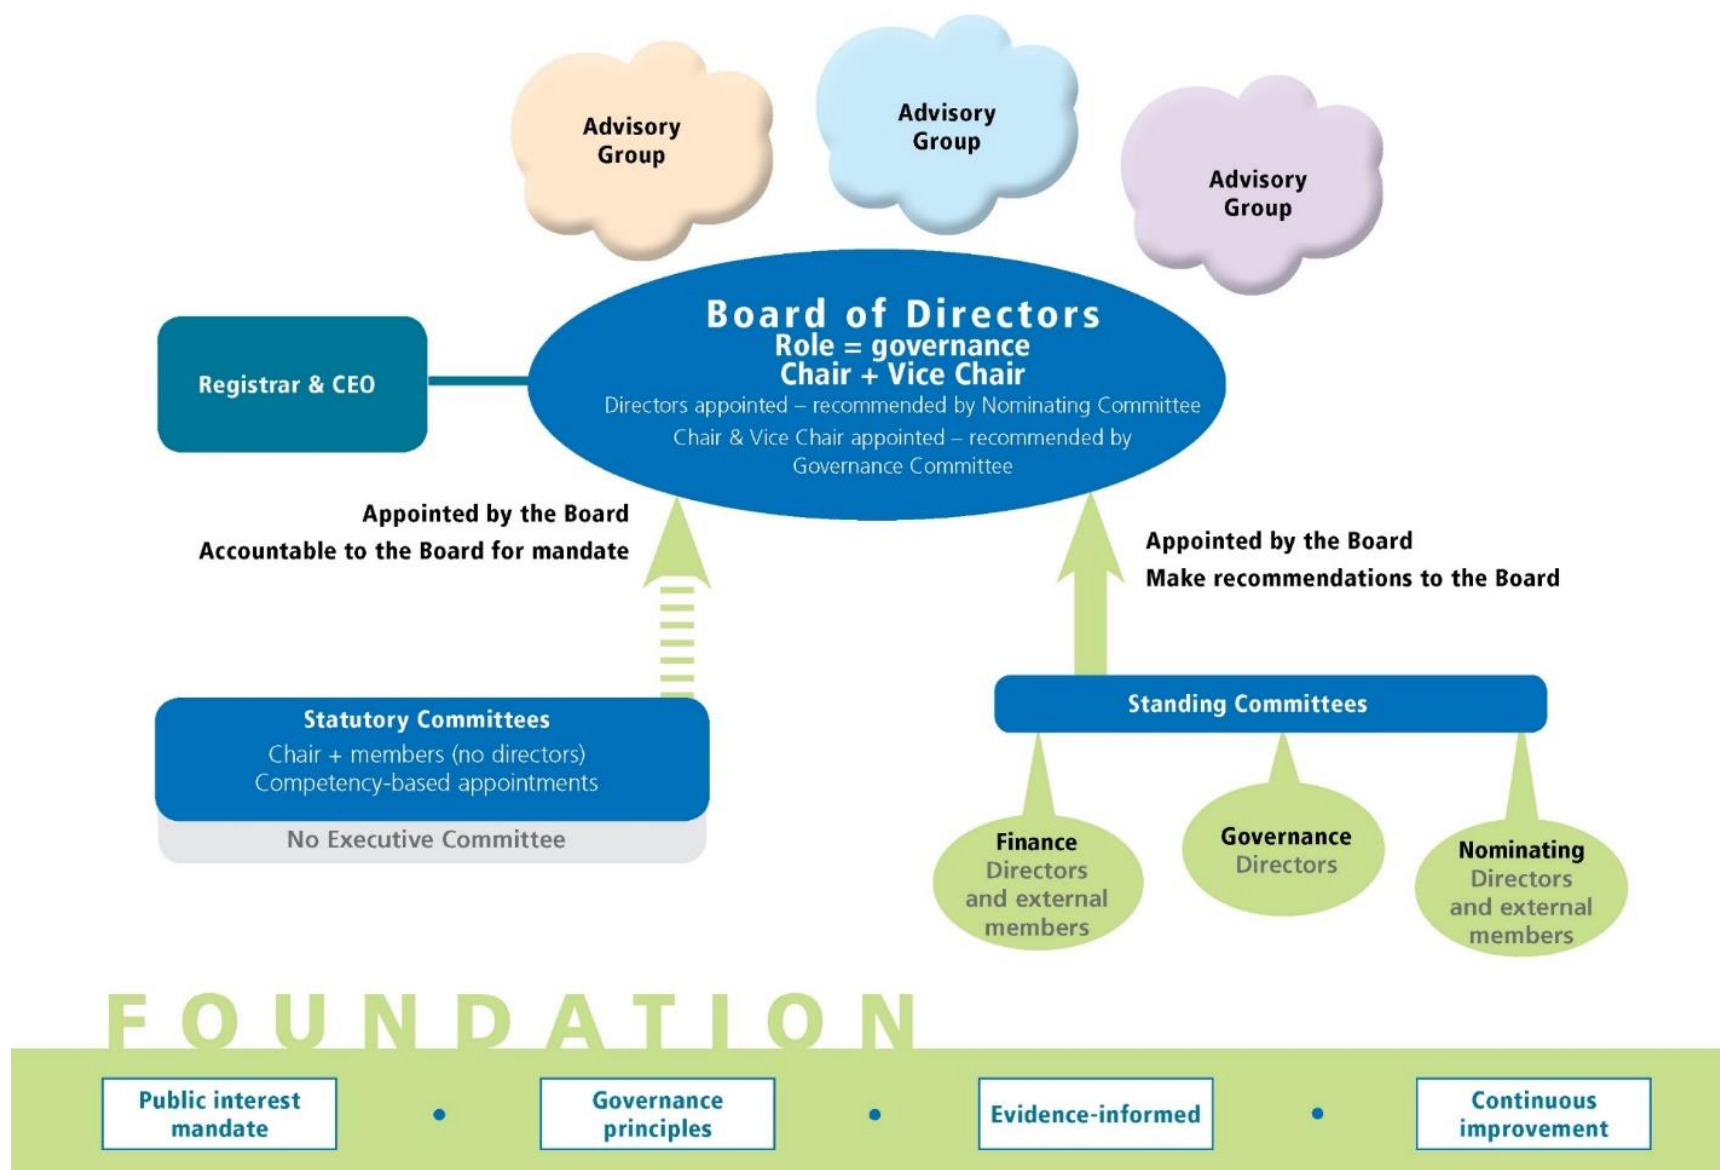 Advisory
Group
Advisory
Group
Advisory
Group
Board of Directors
Role = governance
Chair + Vice Chair
Directors appointed – recommended by Nominating Committee
Chair & Vice Chair appointed – recommended by
Governance Committee
Registrar & CEO
Appointed by the Board
Accountable to the Board for mandate
Appointed by the Board
Make recommendations to the Board
Statutory Committees
Chair + members (no directors)
Competency-based appointments
No Executive Committee
Standing Committees
Finance
Directors
and external
members
Governance
Directors
Nominating
Directors
and external
members
FOUNDATION
Public interest
mandate
•
Governance
principles
•
Evidence-informed
•
Continuous
improvement